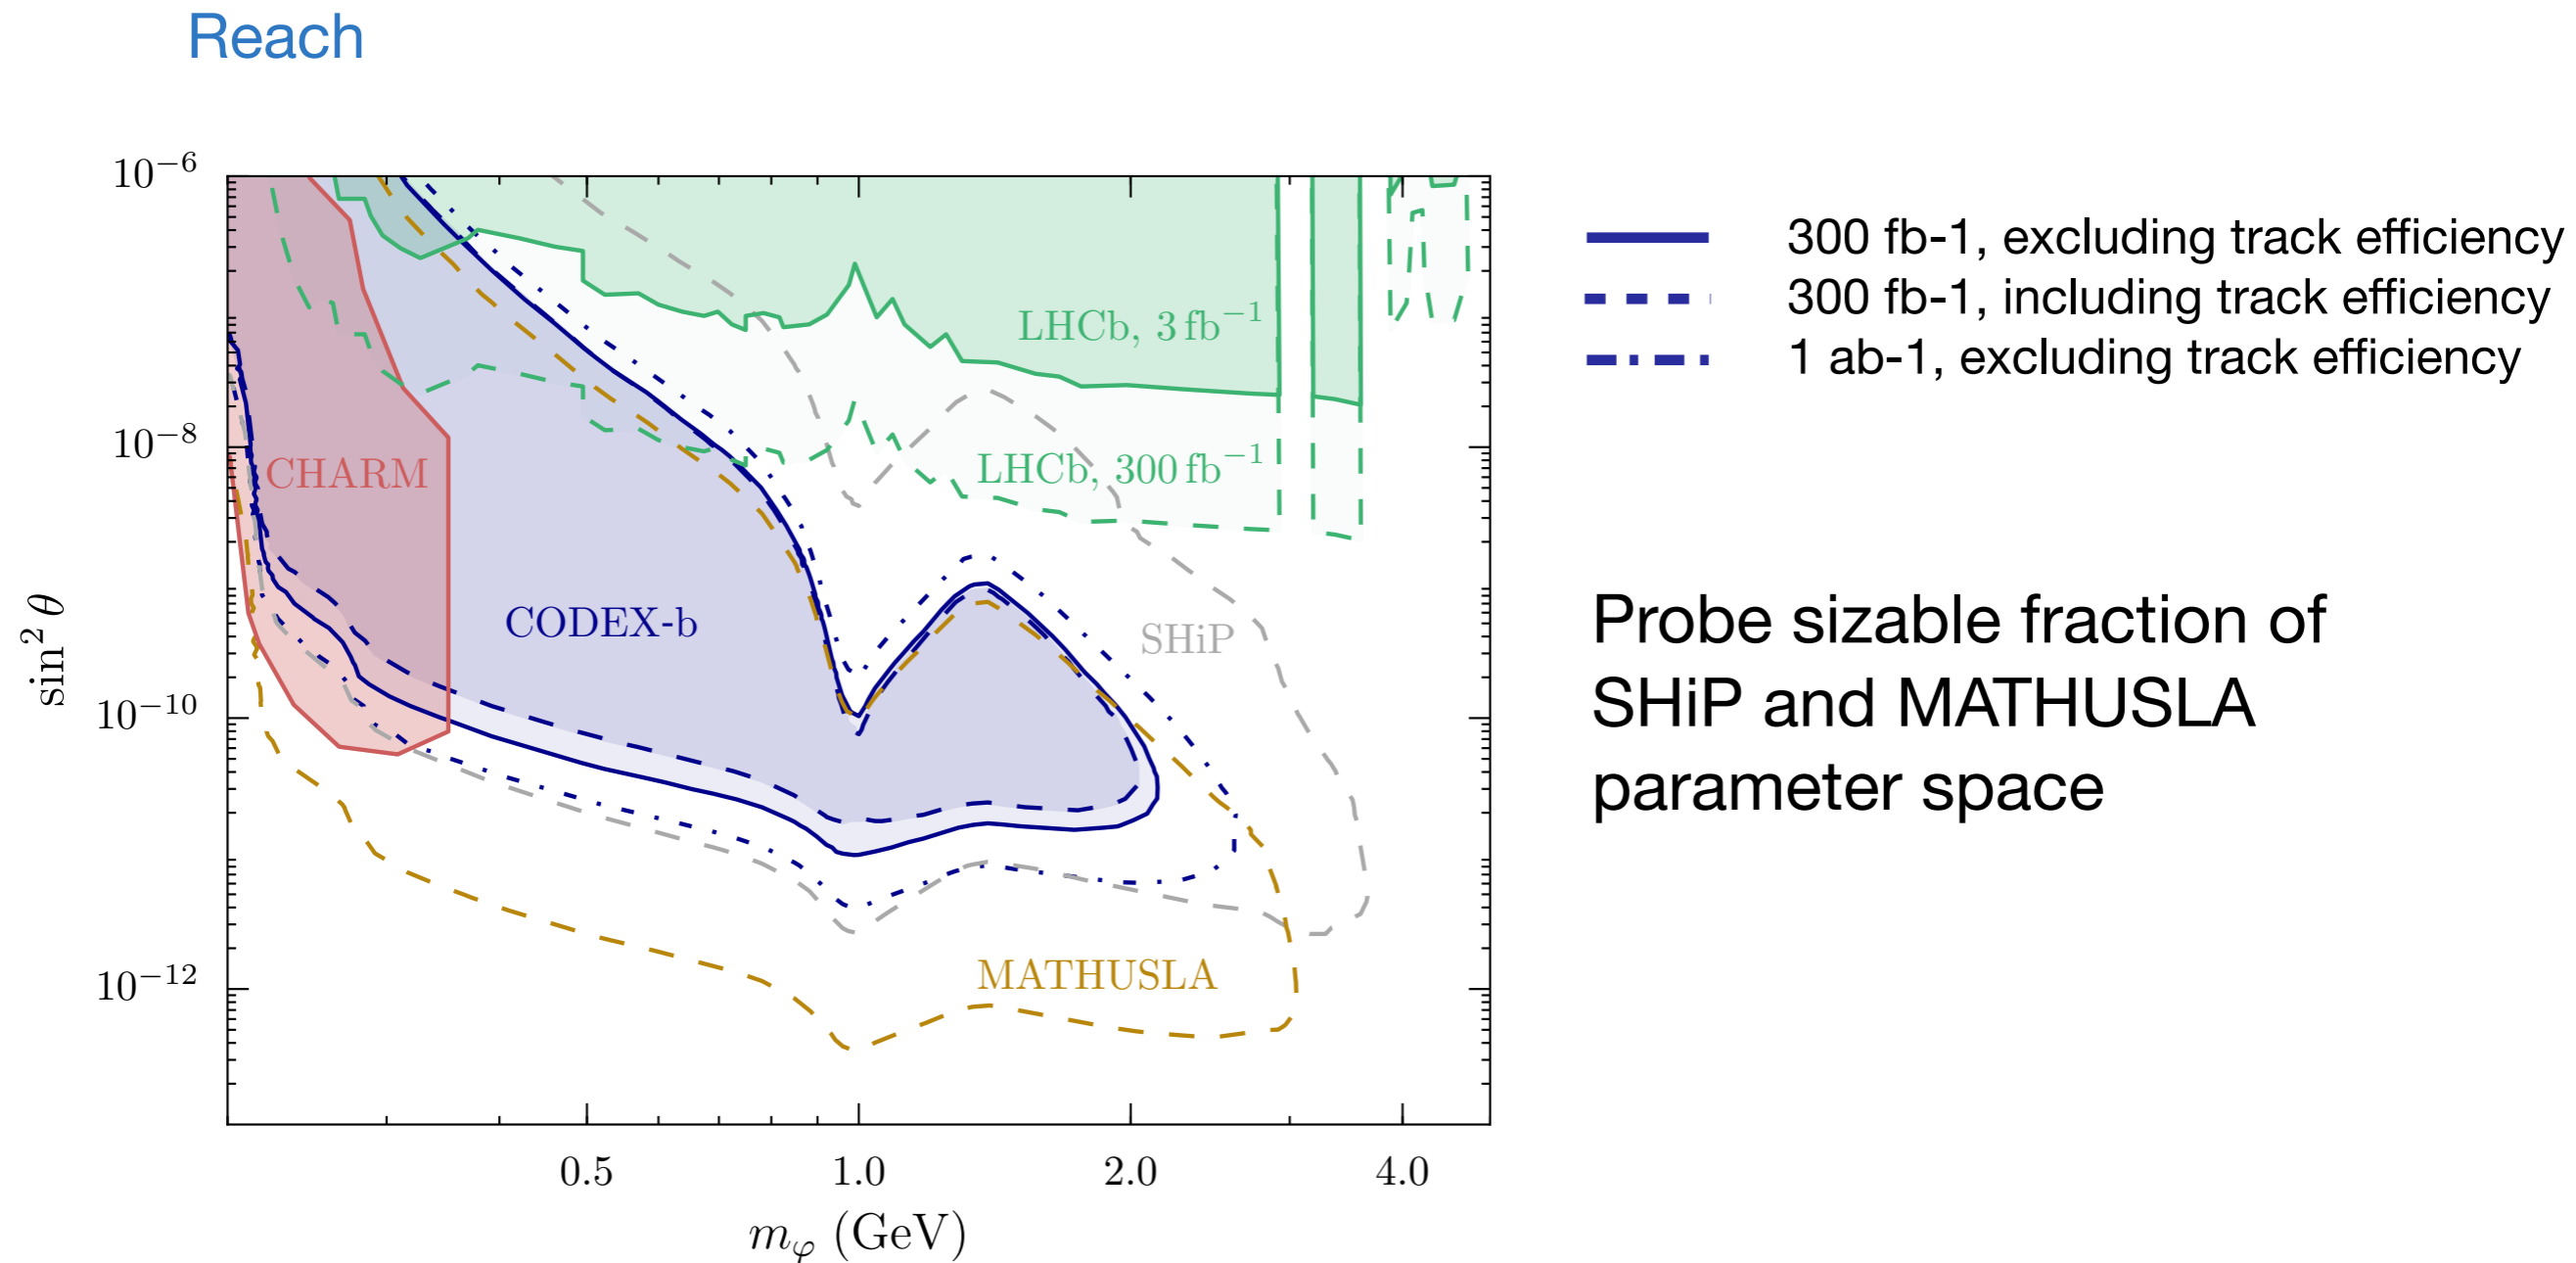 Reach
10⁻⁶
10⁻⁸
10⁻¹⁰
10⁻¹²
sin² θ
CHARM
CODEX-b
LHCb, 3 fb⁻¹
LHCb, 300 fb⁻¹
SHiP
MATHUSLA
0.5 1.0 2.0 4.0
mᵩ (GeV)
300 fb-1, excluding track efficiency
300 fb-1, including track efficiency
1 ab-1, excluding track efficiency
Probe sizable fraction of
SHiP and MATHUSLA
parameter space